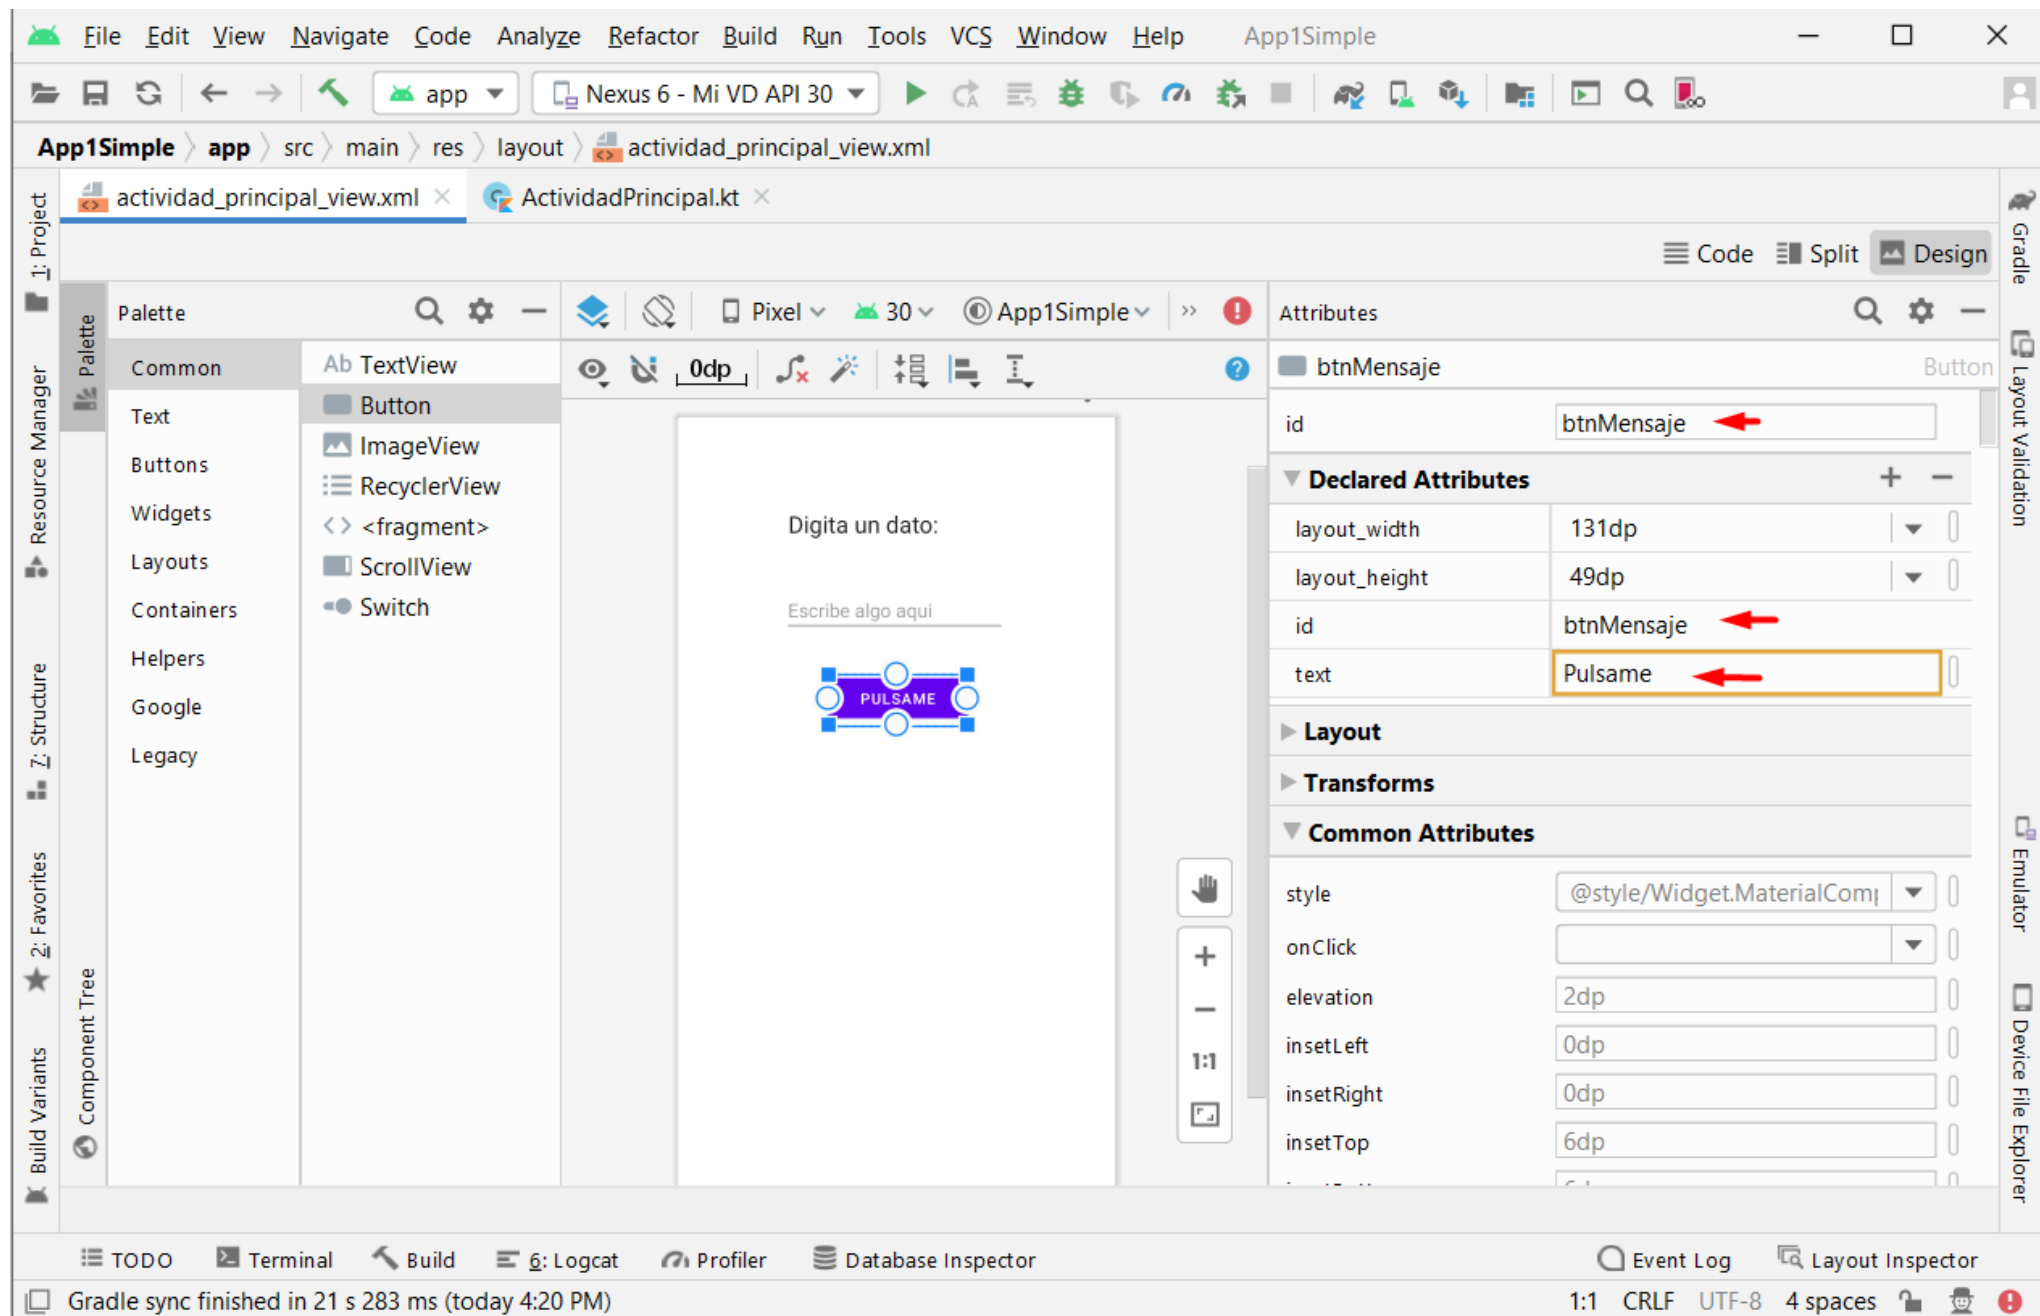 File Edit View Navigate Code Analyze Refactor Build Run Tools VCS Window Help App1Simple
app Nexus 6 - Mi VD API 30
App1Simple app src main res layout actividad_principal_view.xml
actividad_principal_view.xml ActividadPrincipal.kt
Code Split Design
Palette
Pixel 30 App1Simple
Attributes
Common
Text
Buttons
Widgets
Layouts
Containers
Helpers
Google
Legacy
Ab TextView
Button
ImageView
RecyclerView
<fragment>
ScrollView
Switch
0dp
Digita un dato:
Escribe algo aqui
PULSAME
1:1
btnMensaje Button
id btnMensaje
Declared Attributes
layout_width 131dp
layout_height 49dp
id btnMensaje
text Pulsame
Layout
Transforms
Common Attributes
style @style/Widget.MaterialComp
onClick
elevation 2dp
insetLeft 0dp
insetRight 0dp
insetTop 6dp
1: Project
Resource Manager
7: Structure
2: Favorites
Build Variants
Palette
Component Tree
Gradle
Layout Validation
Emulator
Device File Explorer
TODO Terminal Build 6: Logcat Profiler Database Inspector Event Log Layout Inspector
Gradle sync finished in 21 s 283 ms (today 4:20 PM) 1:1 CRLF UTF-8 4 spaces